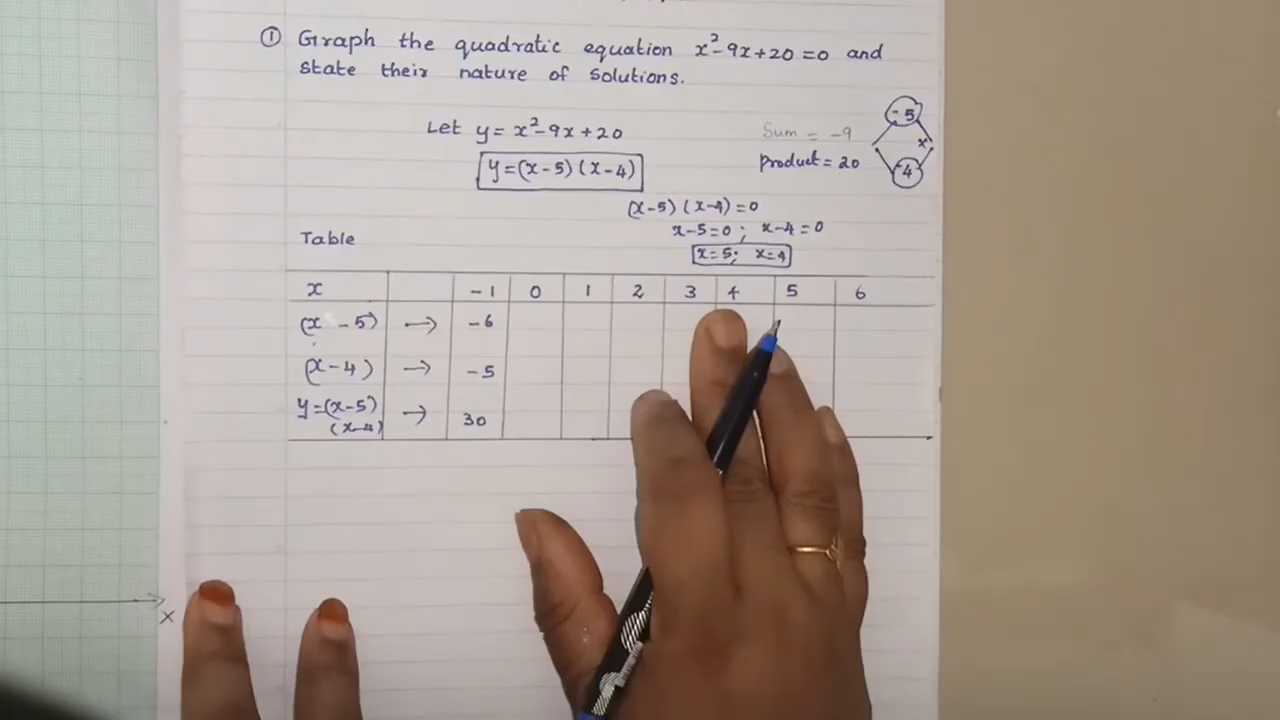 ① Graph the quadratic equation x²-9x+20=0 and
state their nature of solutions.
Let y = x²-9x+20
y=(x-5)(x-4)
Sum = -9
product = 20
-5
x
-4
(x-5)(x-4)=0
x-5=0 ; x-4=0
x=5; x=4
Table
x -1 0 1 2 3 4 5 6
(x -5) → -6
(x-4) → -5
y=(x-5) → 30
(x-4)
X